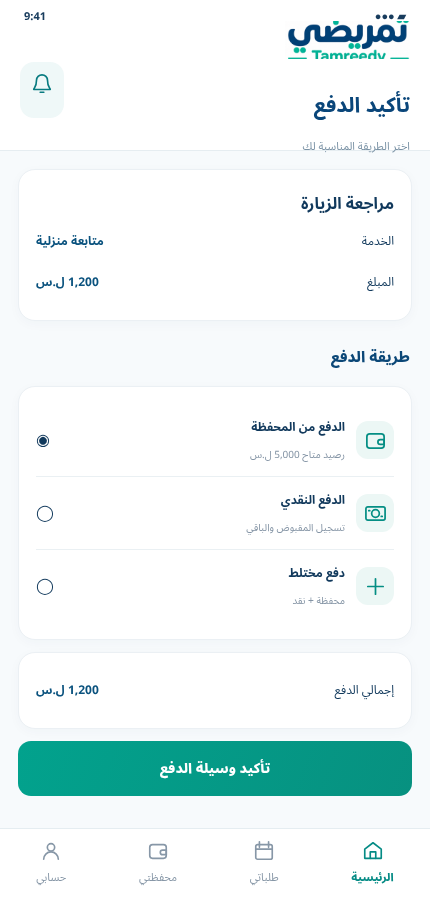 9:41
تمريضي
Tamreedy
تأكيد الدفع
اختر الطريقة المناسبة لك
مراجعة الزيارة
الخدمة متابعة منزلية
المبلغ 1,200 ل.س
طريقة الدفع
الدفع من المحفظة
رصيد متاح 5,000 ل.س
الدفع النقدي
تسجيل المقبوض والباقي
دفع مختلط
محفظة + نقد
إجمالي الدفع 1,200 ل.س
تأكيد وسيلة الدفع
الرئيسية طلباتي محفظتي حسابي